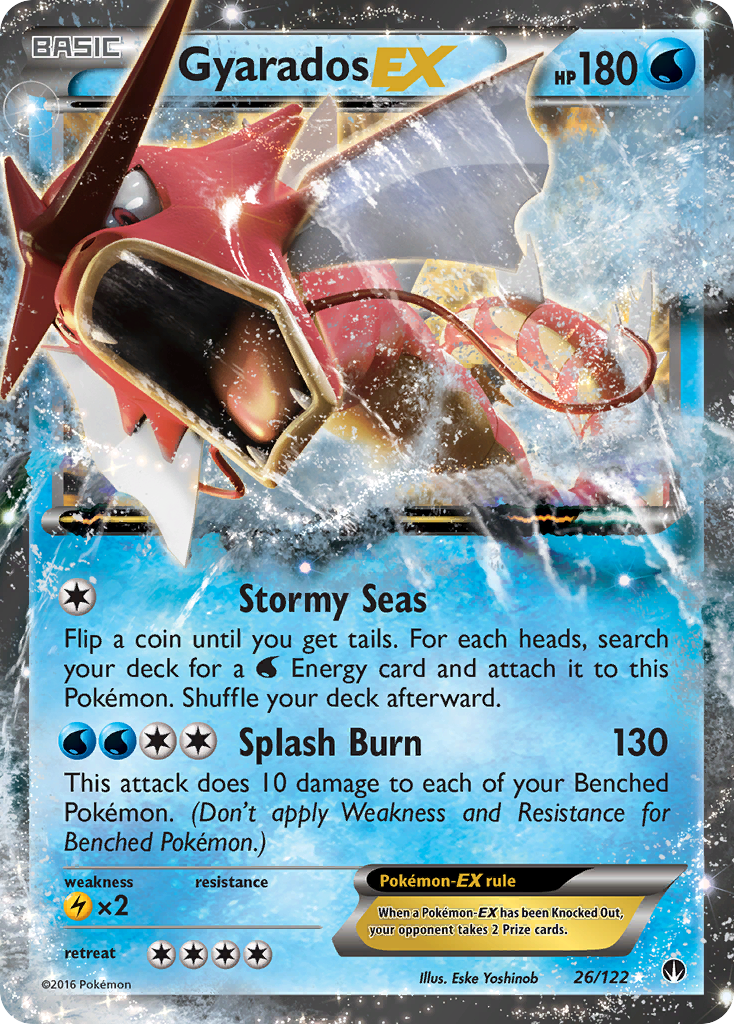 BASIC
Gyarados EX
HP 180
Stormy Seas
Flip a coin until you get tails. For each heads, search
your deck for a Energy card and attach it to this
Pokémon. Shuffle your deck afterward.
Splash Burn 130
This attack does 10 damage to each of your Benched
Pokémon. (Don't apply Weakness and Resistance for
Benched Pokémon.)
weakness resistance
×2
Pokémon-EX rule
When a Pokémon-EX has been Knocked Out,
your opponent takes 2 Prize cards.
retreat
©2016 Pokémon
Illus. Eske Yoshinob
26/122